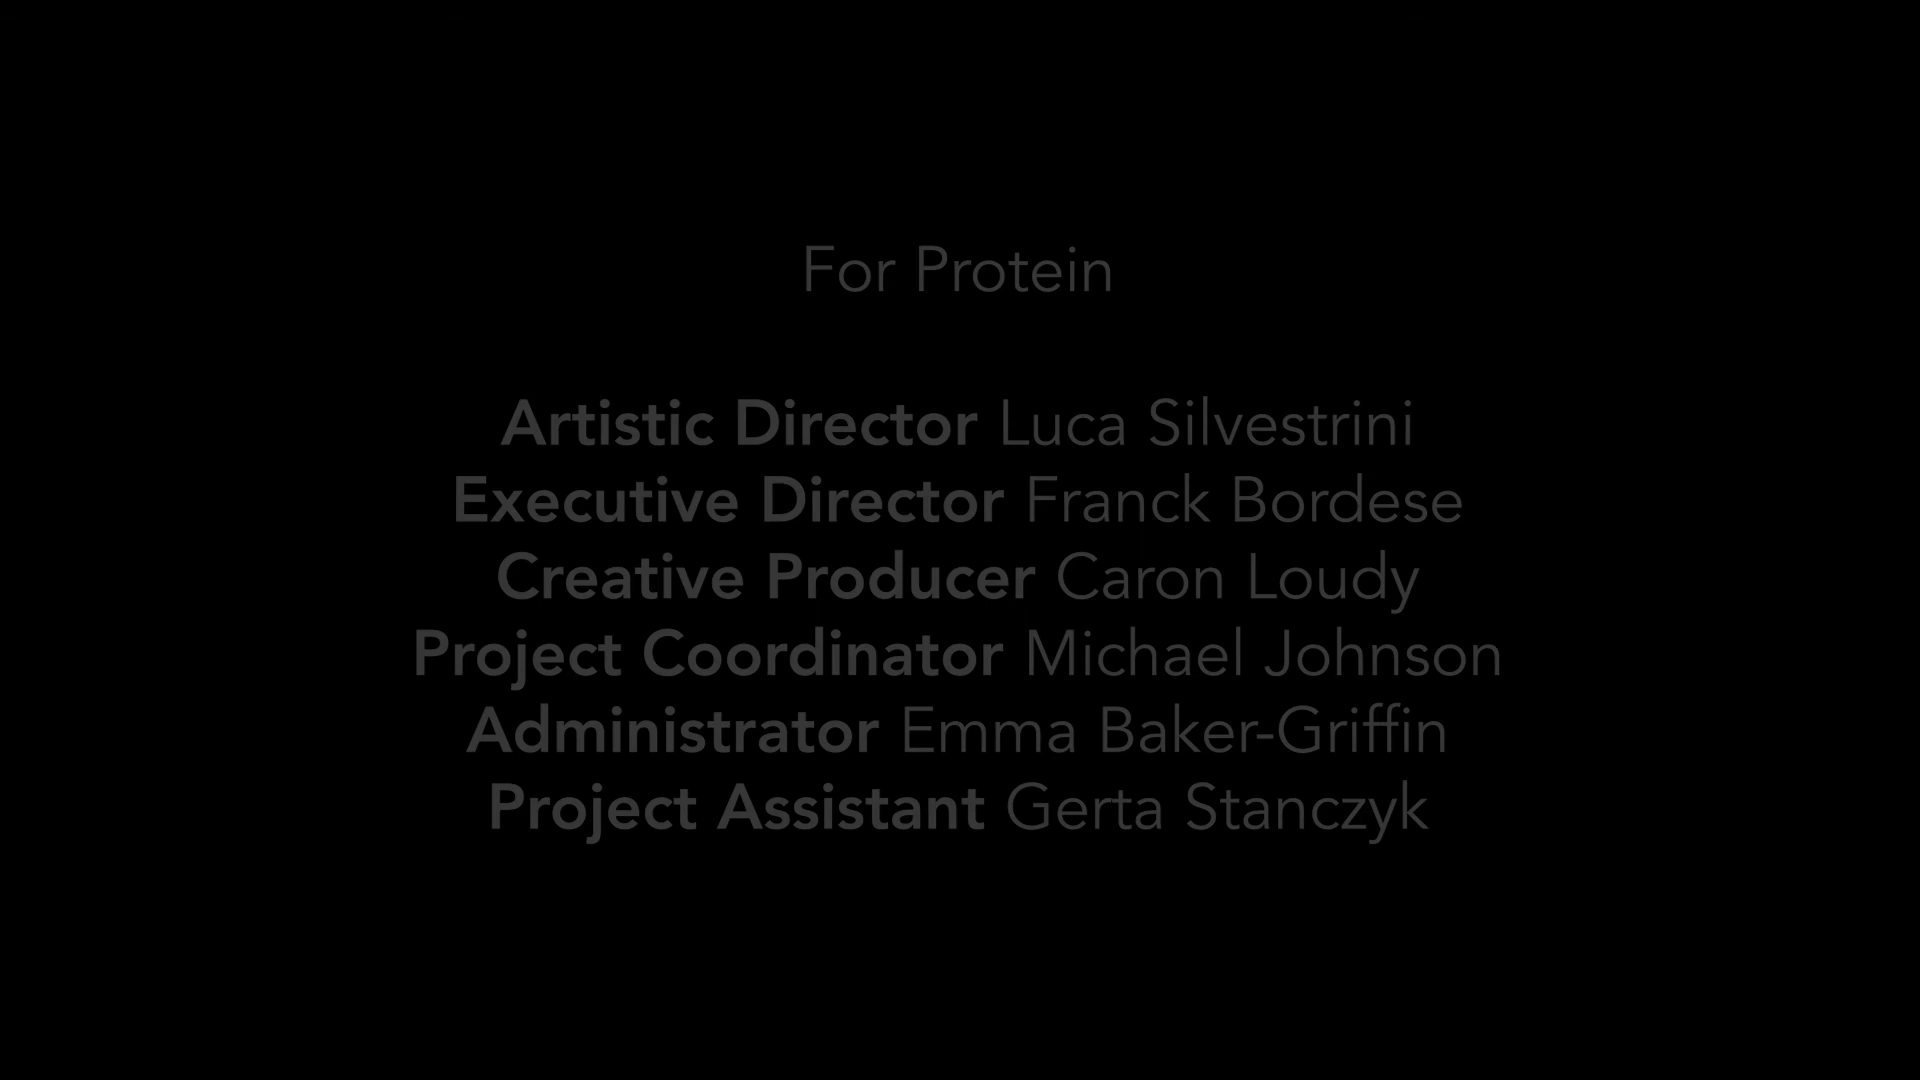 For Protein
Artistic Director Luca Silvestrini
Executive Director Franck Bordese
Creative Producer Caron Loudy
Project Coordinator Michael Johnson
Administrator Emma Baker-Griffin
Project Assistant Gerta Stanczyk